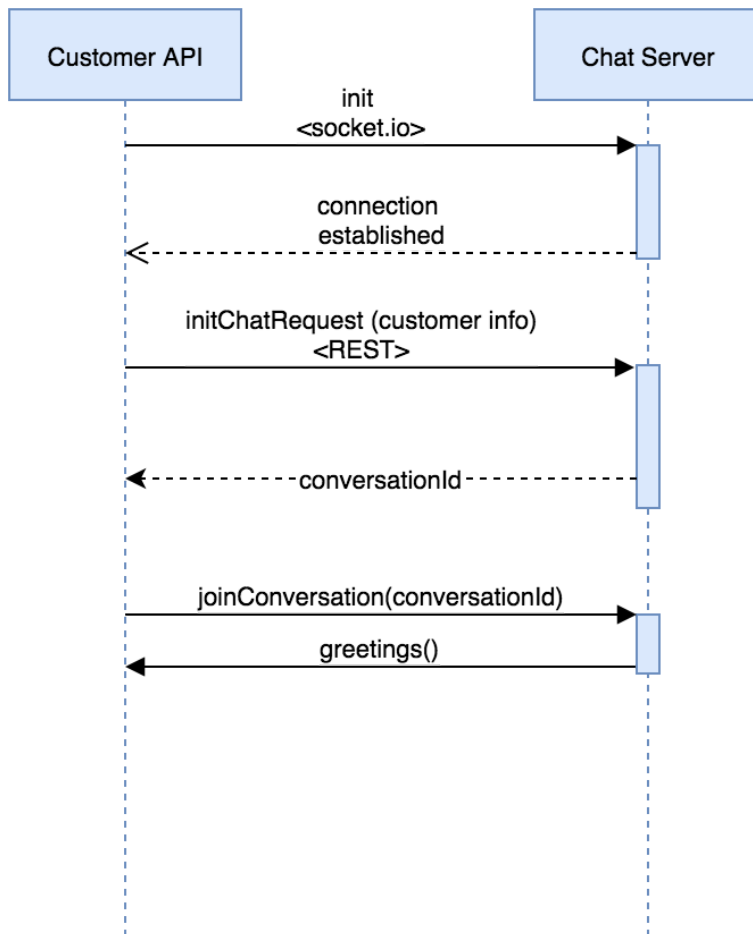 Customer API
Chat Server
init
<socket.io>
connection
established
initChatRequest (customer info)
<REST>
conversationId
joinConversation(conversationId)
greetings()